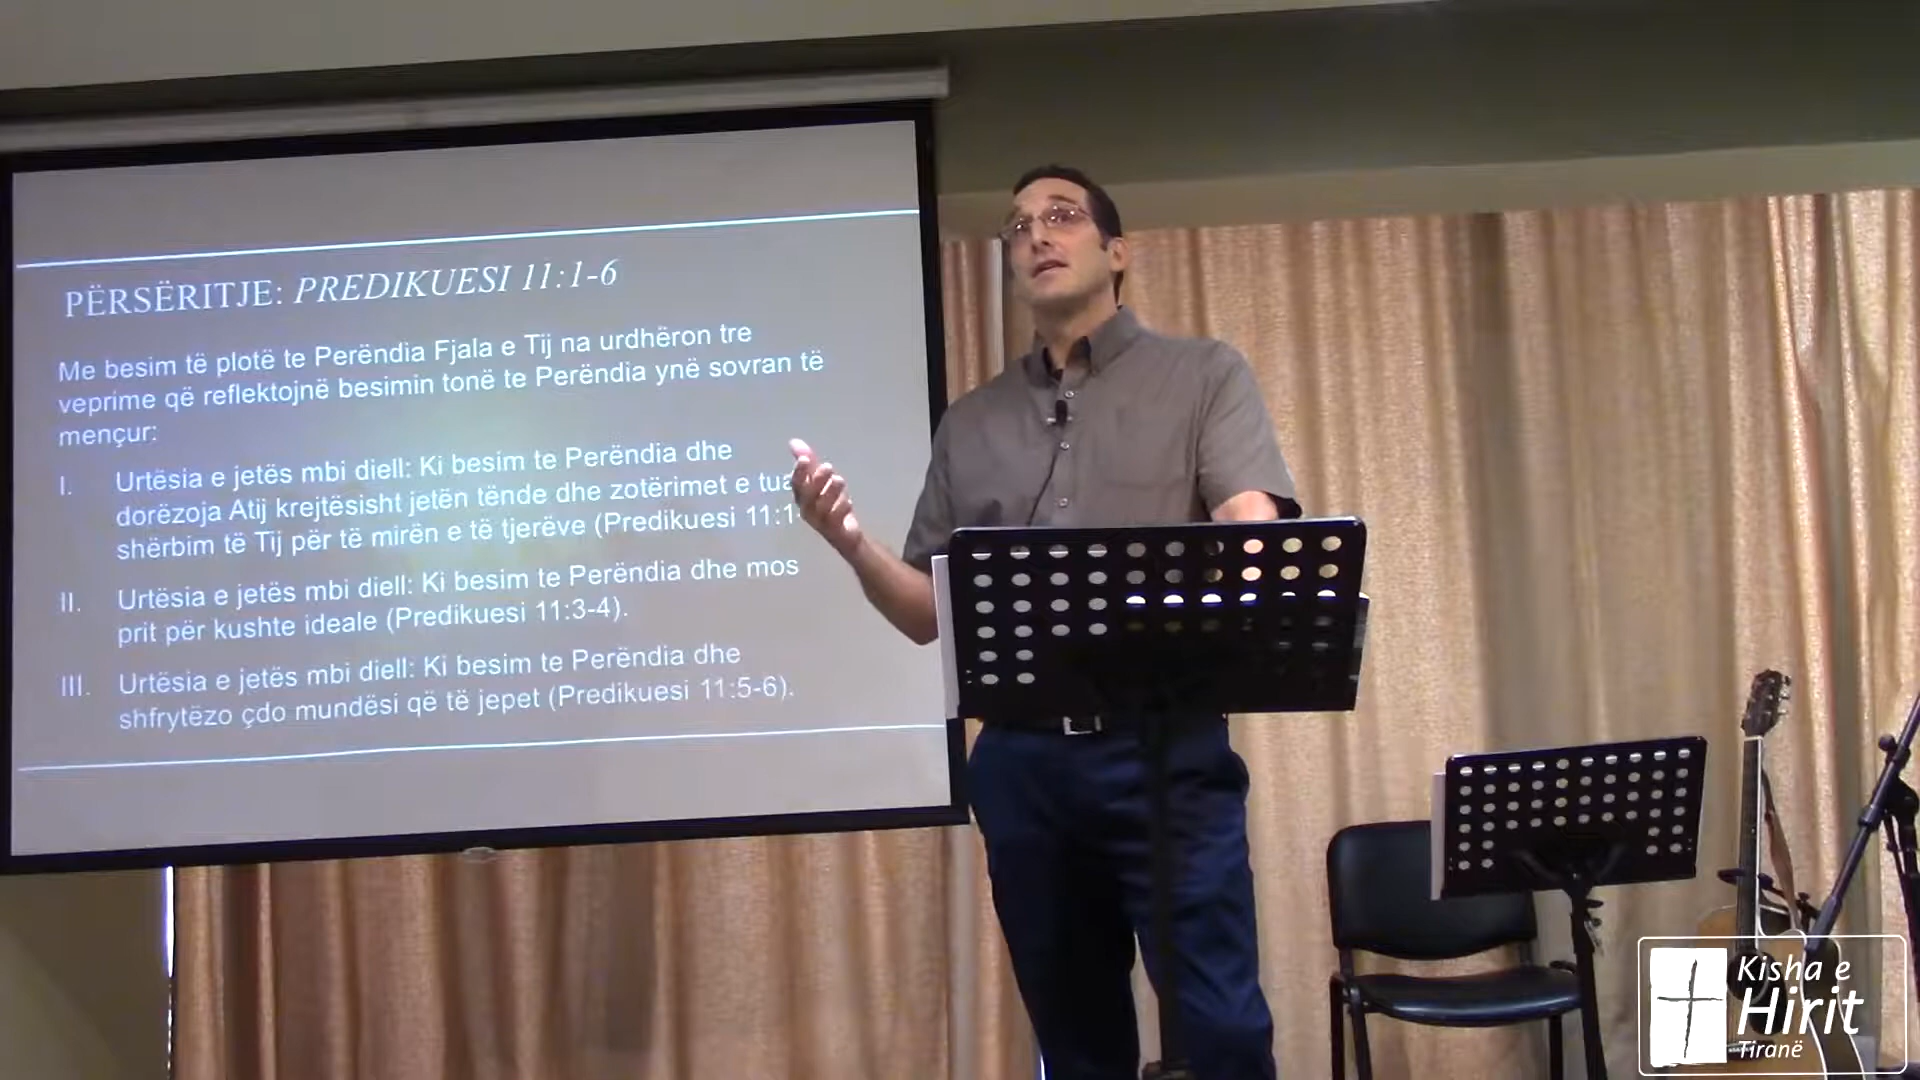 PËRSËRITJE: PREDIKUESI 11:1-6
Me besim të plotë te Perëndia Fjala e Tij na urdhëron tre
veprime që reflektojnë besimin tonë te Perëndia ynë sovran të
mençur:
I. Urtësia e jetës mbi diell: Ki besim te Perëndia dhe
dorëzoja Atij krejtësisht jetën tënde dhe zotërimet e tua
shërbim të Tij për të mirën e të tjerëve (Predikuesi 11:1-
II. Urtësia e jetës mbi diell: Ki besim te Perëndia dhe mos
prit për kushte ideale (Predikuesi 11:3-4).
III. Urtësia e jetës mbi diell: Ki besim te Perëndia dhe
shfrytëzo çdo mundësi që të jepet (Predikuesi 11:5-6).
Kisha e
Hirit
Tiranë